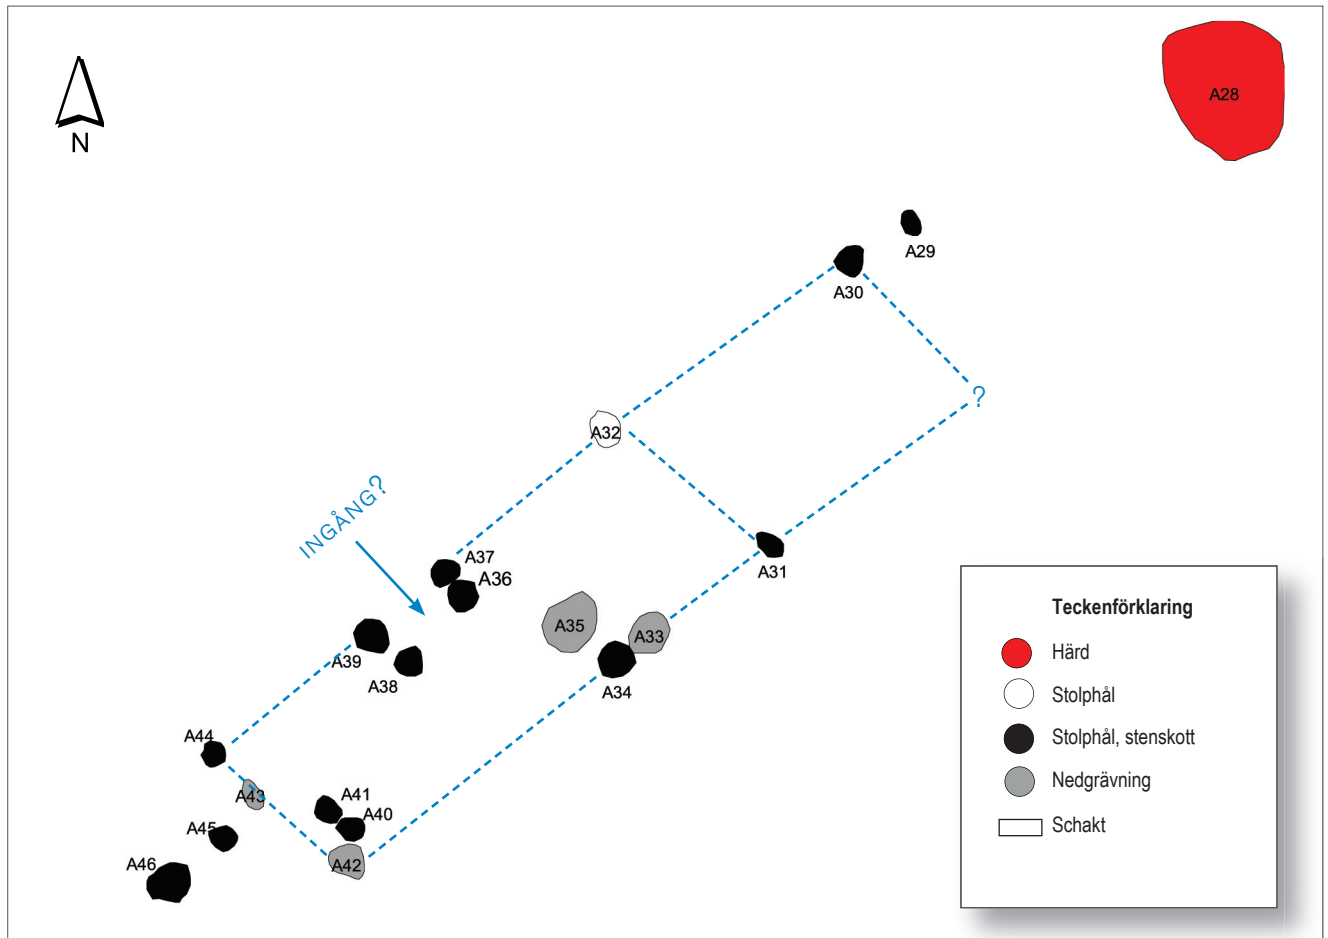 A28
N
A29
A30
?
A32
INGÅNG?
A37
A36
A31
A35
A33
A39
A38
A34
A44
A43
A41
A40
A45
A42
A46
Teckenförklaring
Härd
Stolphål
Stolphål, stenskott
Nedgrävning
Schakt